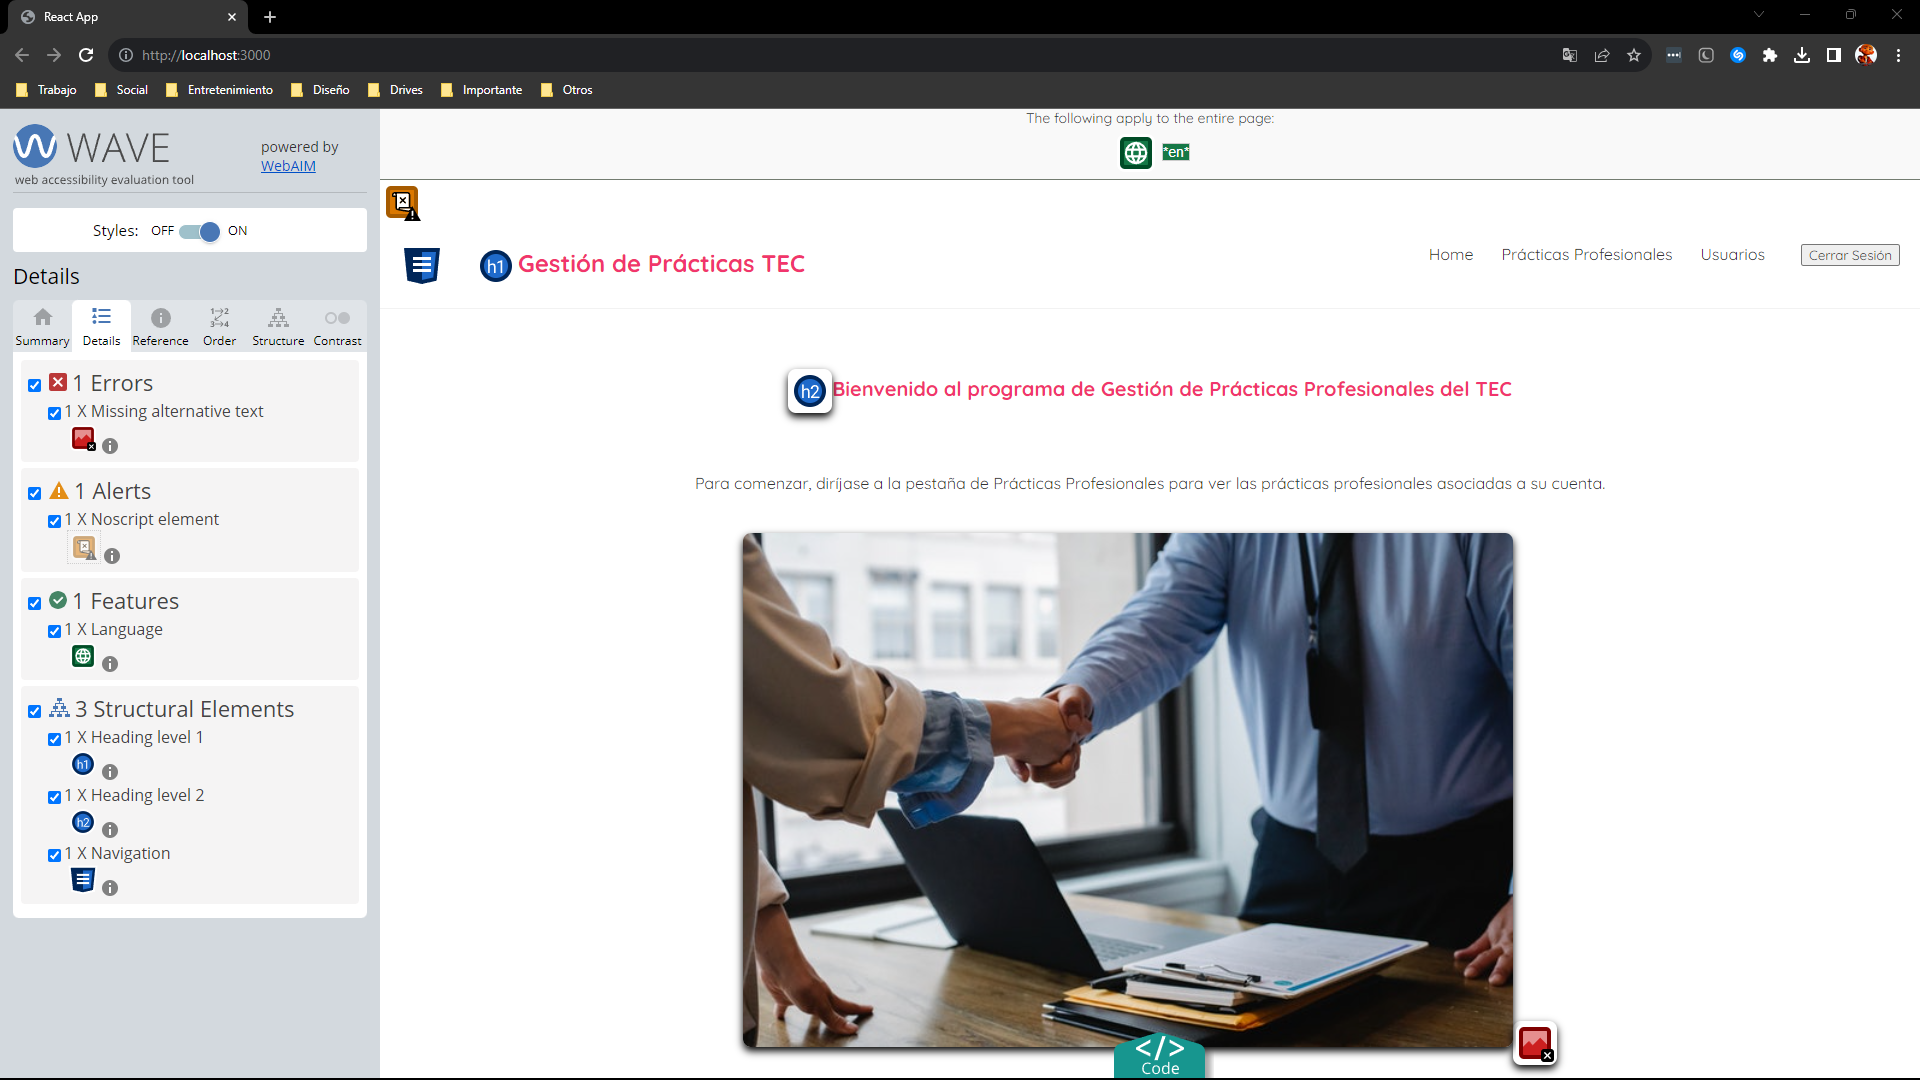 React App
http://localhost:3000
Trabajo Social Entretenimiento Diseño Drives Importante Otros
WAVE
web accessibility evaluation tool
powered by
WebAIM
Styles: OFF ON
Details
Summary Details Reference Order Structure Contrast
1→2
3→4
1 Errors
1 X Missing alternative text
1 Alerts
1 X Noscript element
1 Features
1 X Language
3 Structural Elements
1 X Heading level 1
h1
1 X Heading level 2
h2
1 X Navigation
The following apply to the entire page:
*en*
h1 Gestión de Prácticas TEC
Home Prácticas Profesionales Usuarios Cerrar Sesión
h2 Bienvenido al programa de Gestión de Prácticas Profesionales del TEC
Para comenzar, diríjase a la pestaña de Prácticas Profesionales para ver las prácticas profesionales asociadas a su cuenta.
</>
Code